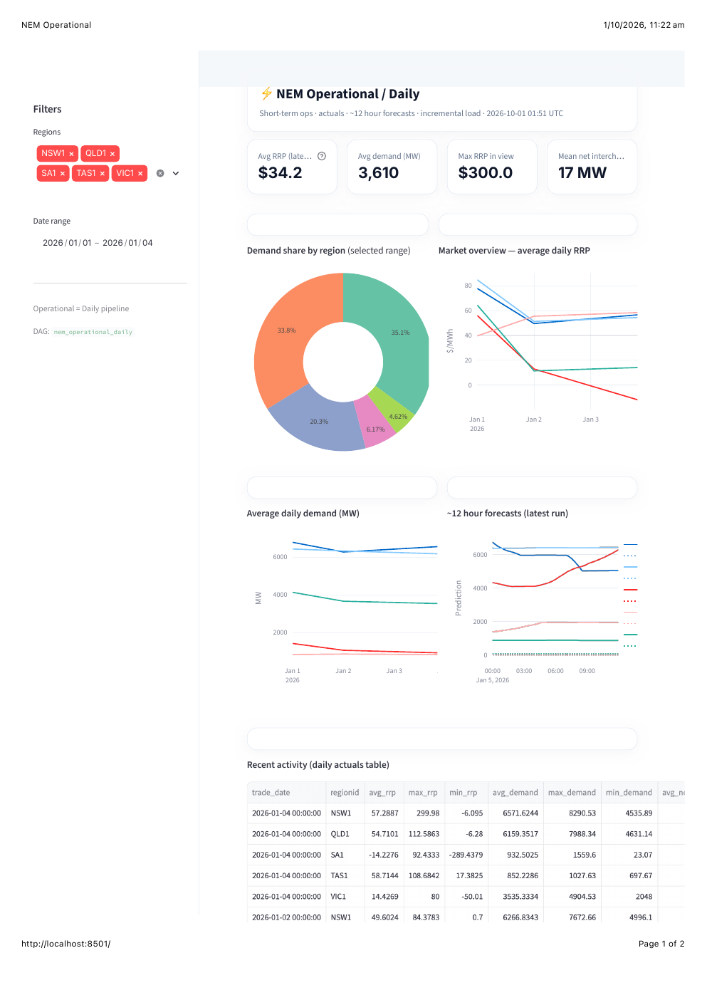 NEM Operational
1/10/2026, 11:22 am
Filters
Regions
NSW1 ×
QLD1 ×
SA1 ×
TAS1 ×
VIC1 ×
Date range
2026/01/01 – 2026/01/04
Operational = Daily pipeline
DAG: nem_operational_daily
⚡ NEM Operational / Daily
Short-term ops · actuals · ~12 hour forecasts · incremental load · 2026-10-01 01:51 UTC
Avg RRP (late...
$34.2
Avg demand (MW)
3,610
Max RRP in view
$300.0
Mean net interch...
17 MW
Demand share by region (selected range)
33.8%
35.1%
20.3%
6.17%
4.62%
Market overview — average daily RRP
$/MWh
80
60
40
20
0
Jan 1
2026
Jan 2
Jan 3
Average daily demand (MW)
MW
6000
4000
2000
Jan 1
2026
Jan 2
Jan 3
~12 hour forecasts (latest run)
Prediction
6000
4000
2000
0
00:00
Jan 5, 2026
03:00
06:00
09:00
Recent activity (daily actuals table)
trade_date regionid avg_rrp max_rrp min_rrp avg_demand max_demand min_demand avg_ne
2026-01-04 00:00:00 NSW1 57.2887 299.98 -6.095 6571.6244 8290.53 4535.89
2026-01-04 00:00:00 QLD1 54.7101 112.5863 -6.28 6159.3517 7988.34 4631.14
2026-01-04 00:00:00 SA1 -14.2276 92.4333 -289.4379 932.5025 1559.6 23.07
2026-01-04 00:00:00 TAS1 58.7144 108.6842 17.3825 852.2286 1027.63 697.67
2026-01-04 00:00:00 VIC1 14.4269 80 -50.01 3535.3334 4904.53 2048
2026-01-02 00:00:00 NSW1 49.6024 84.3783 0.7 6266.8343 7672.66 4996.1
http://localhost:8501/
Page 1 of 2